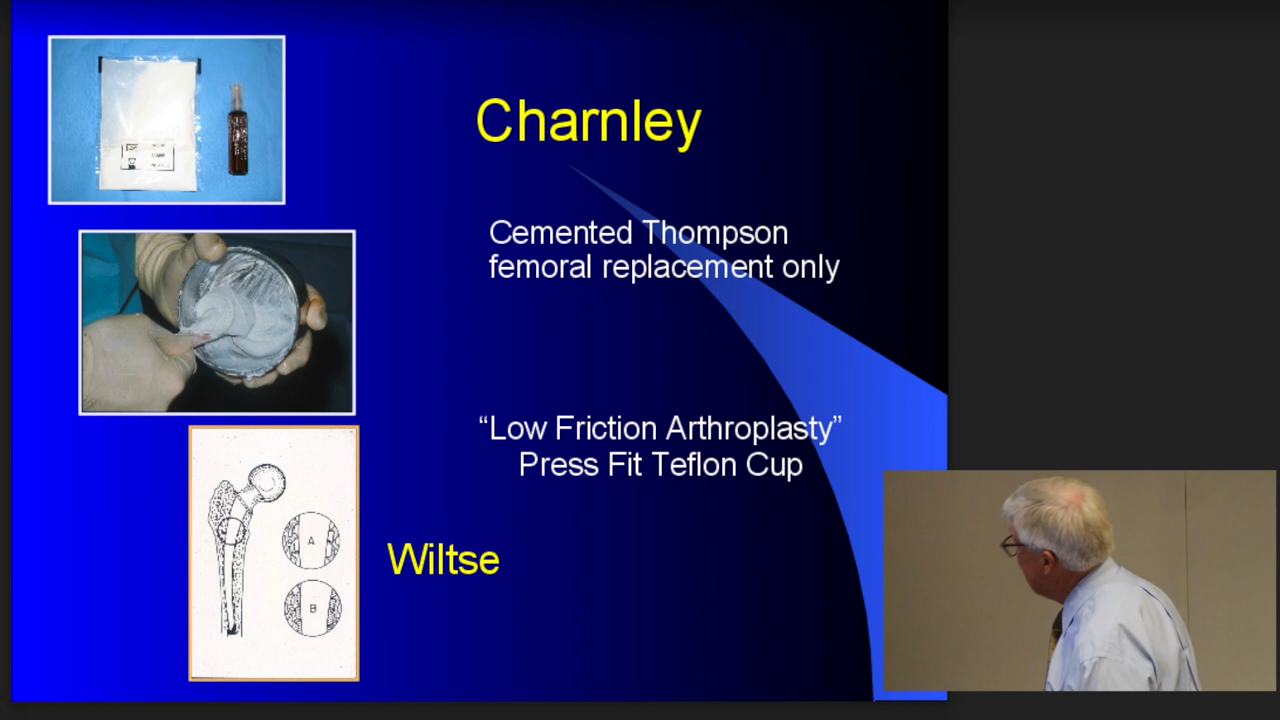 Charnley
Cemented Thompson
femoral replacement only
“Low Friction Arthroplasty”
Press Fit Teflon Cup
Wiltse
A
B